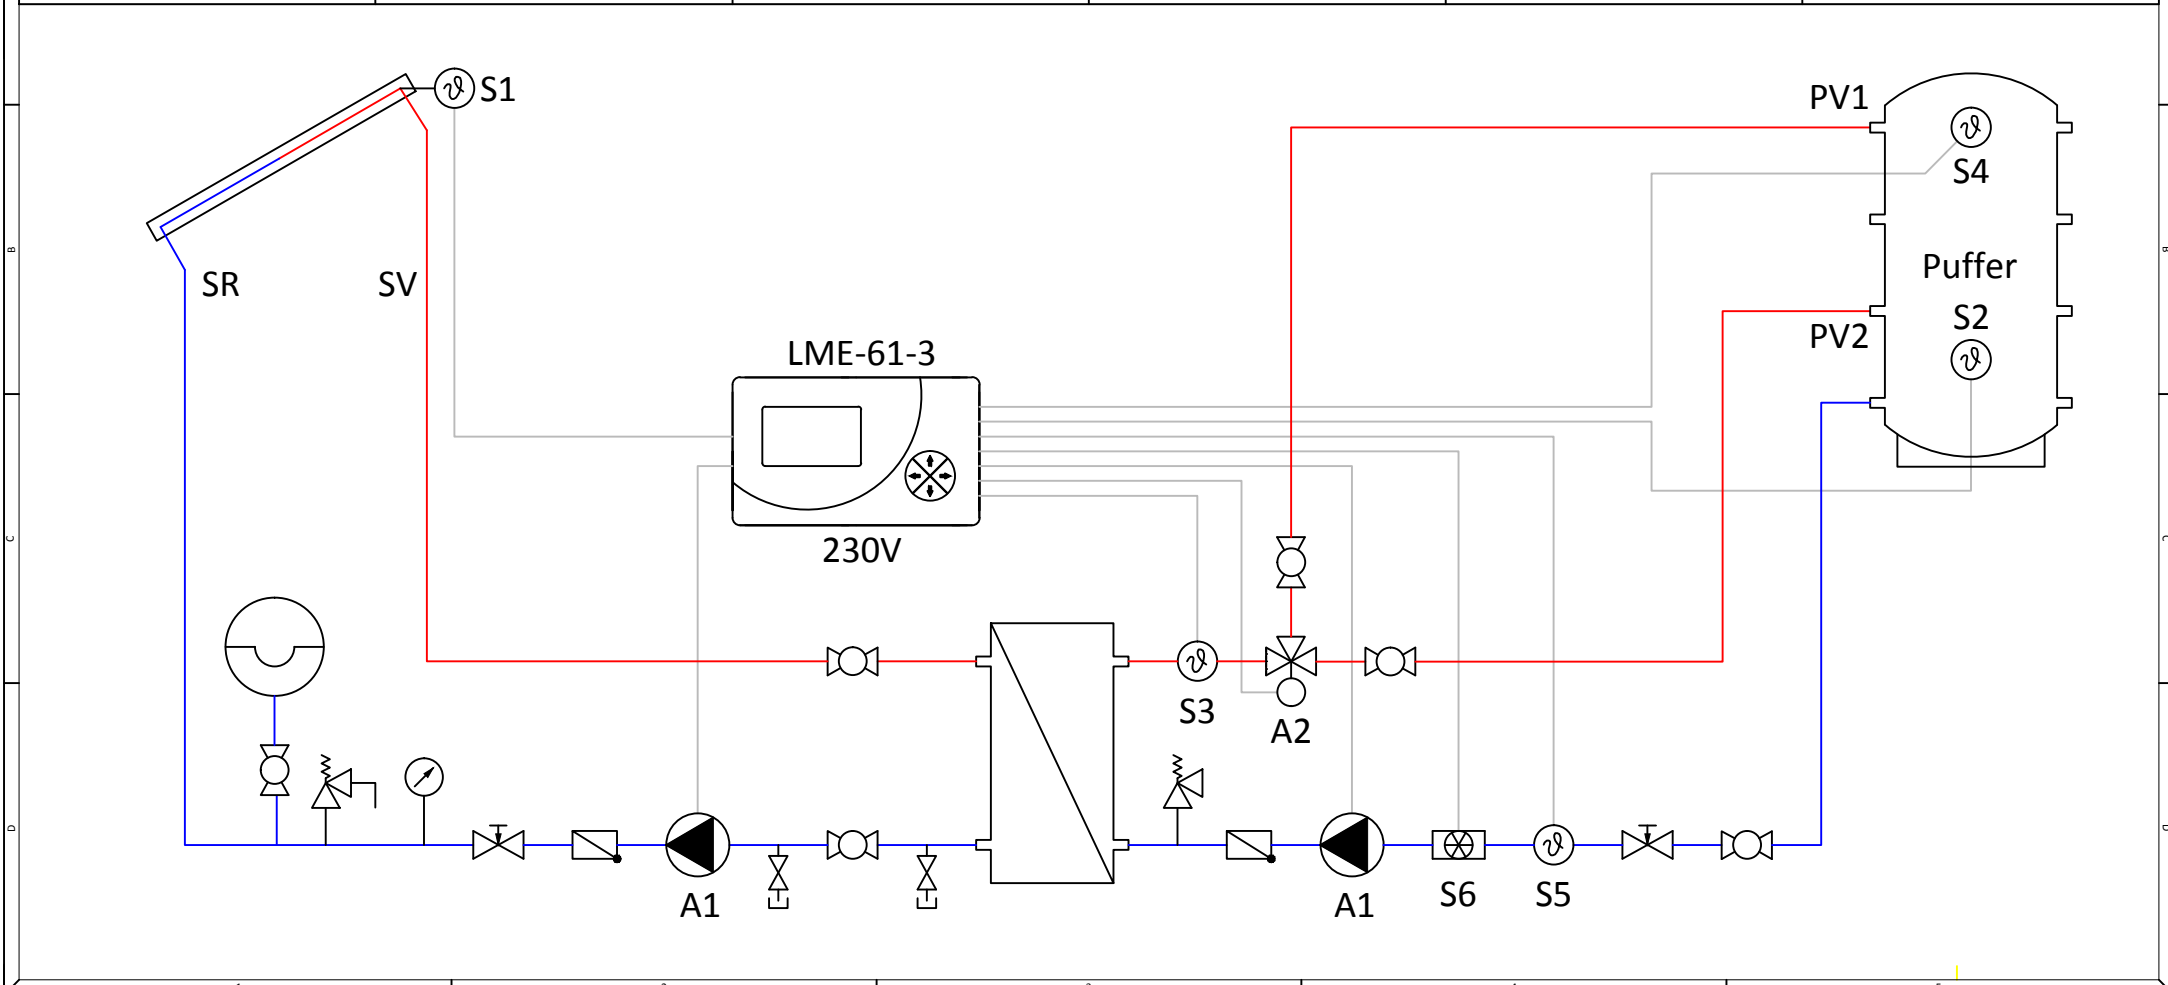 S1
PV1
S4
SR
SV
Puffer
S2
PV2
LME-61-3
230V
B
C
S3
A2
D
A1
A1
S6
S5